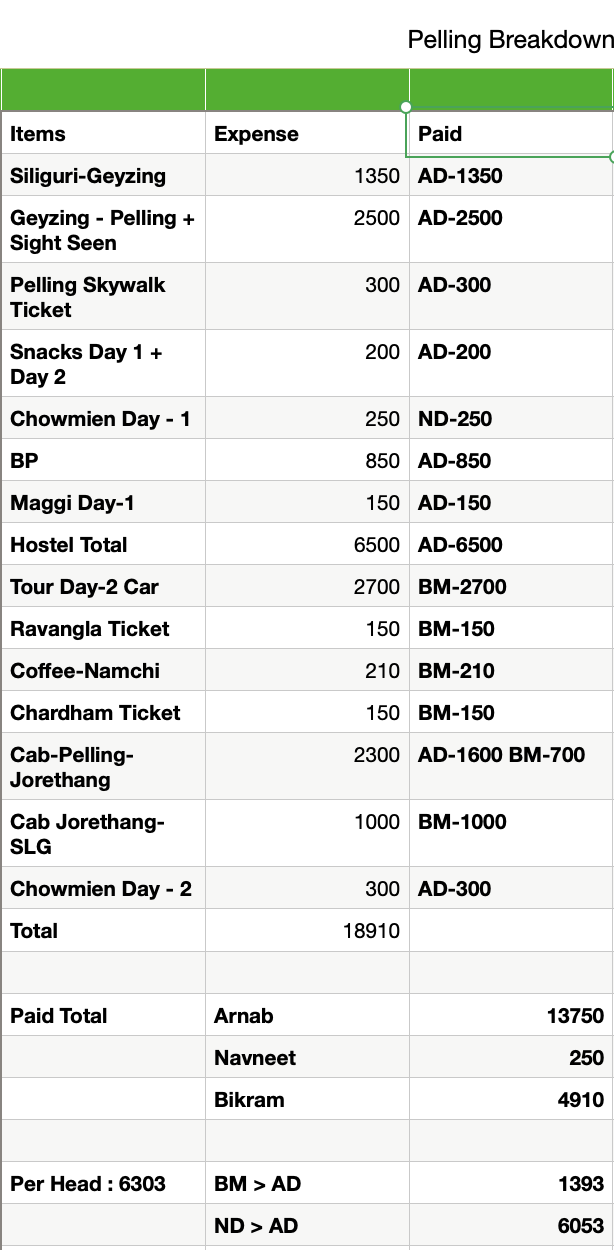 Pelling Breakdown
Items Expense Paid
Siliguri-Geyzing 1350 AD-1350
Geyzing - Pelling + 2500 AD-2500
Sight Seen
Pelling Skywalk 300 AD-300
Ticket
Snacks Day 1 + 200 AD-200
Day 2
Chowmien Day - 1 250 ND-250
BP 850 AD-850
Maggi Day-1 150 AD-150
Hostel Total 6500 AD-6500
Tour Day-2 Car 2700 BM-2700
Ravangla Ticket 150 BM-150
Coffee-Namchi 210 BM-210
Chardham Ticket 150 BM-150
Cab-Pelling- 2300 AD-1600 BM-700
Jorethang
Cab Jorethang- 1000 BM-1000
SLG
Chowmien Day - 2 300 AD-300
Total 18910
Paid Total Arnab 13750
Navneet 250
Bikram 4910
Per Head : 6303 BM > AD 1393
ND > AD 6053